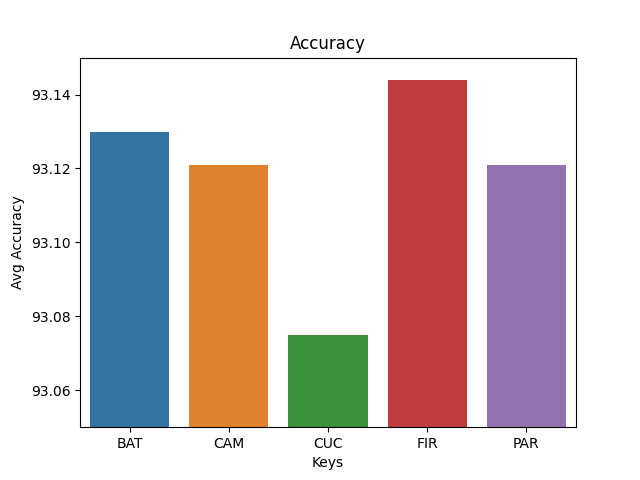 Accuracy
Avg Accuracy
93.14
93.12
93.10
93.08
93.06
BAT CAM CUC FIR PAR
Keys